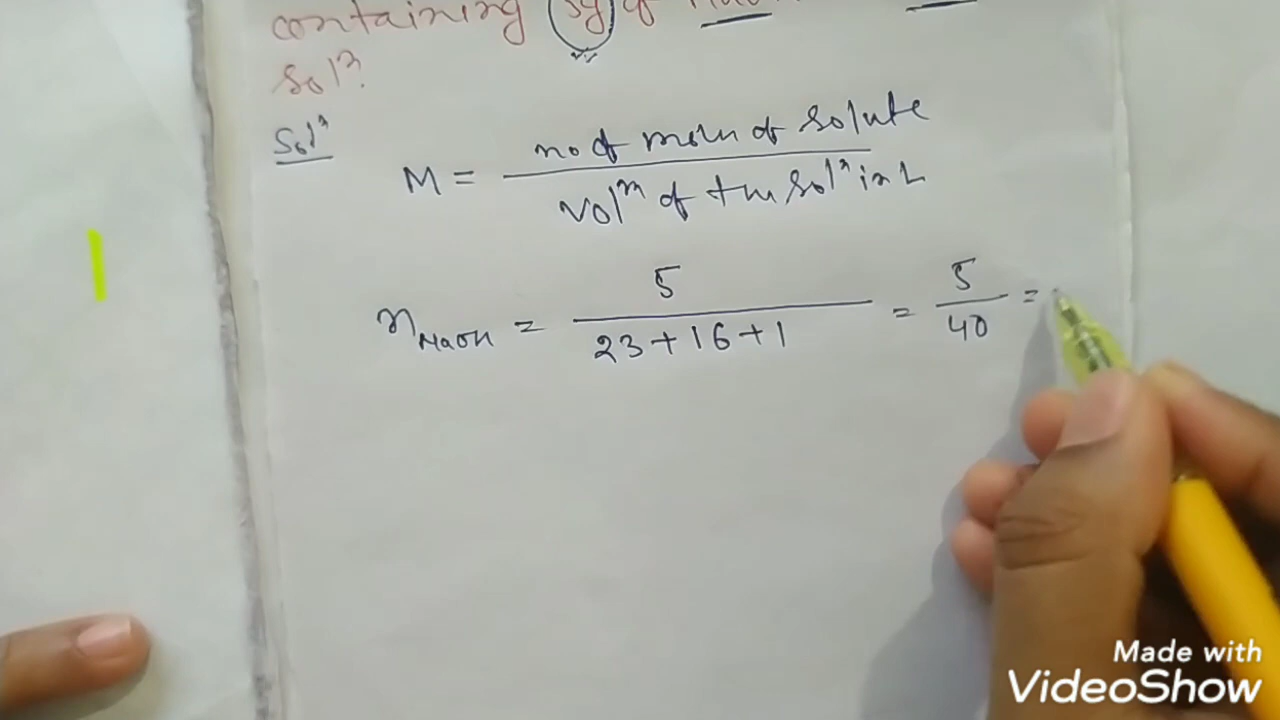 containing 5g of
Sol^n?
Sol^n
M = no of moles of solute / Vol^m of the Sol^n in L
n NaOH = 5 / 23+16+1 = 5 / 40 =
Made with
VideoShow